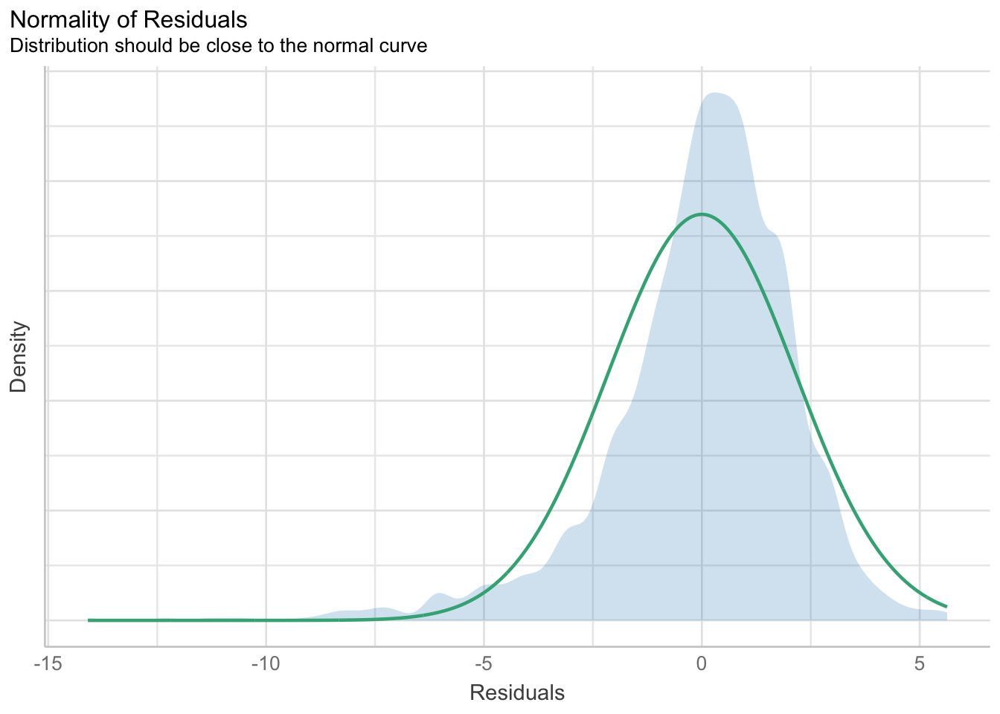 Normality of Residuals
Distribution should be close to the normal curve
Density
-15 -10 -5 0 5
Residuals